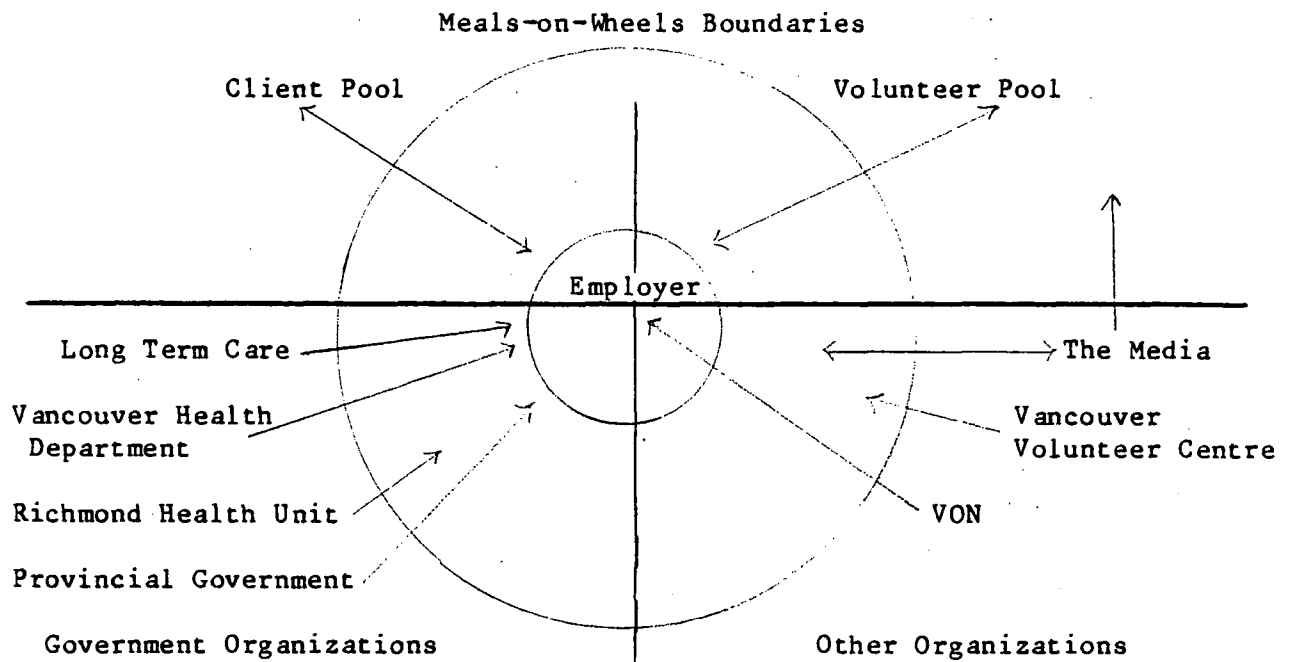 Meals-on-Wheels Boundaries
Client Pool
Volunteer Pool
Employer
Long Term Care
The Media
Vancouver Health
Department
Vancouver
Volunteer Centre
Richmond Health Unit
VON
Provincial Government
Government Organizations
Other Organizations